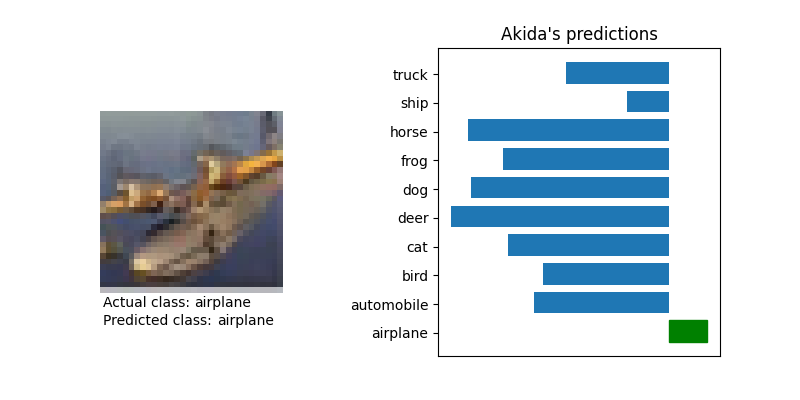 Akida's predictions
truck
ship
horse
frog
dog
deer
cat
bird
automobile
airplane
Actual class: airplane
Predicted class: airplane